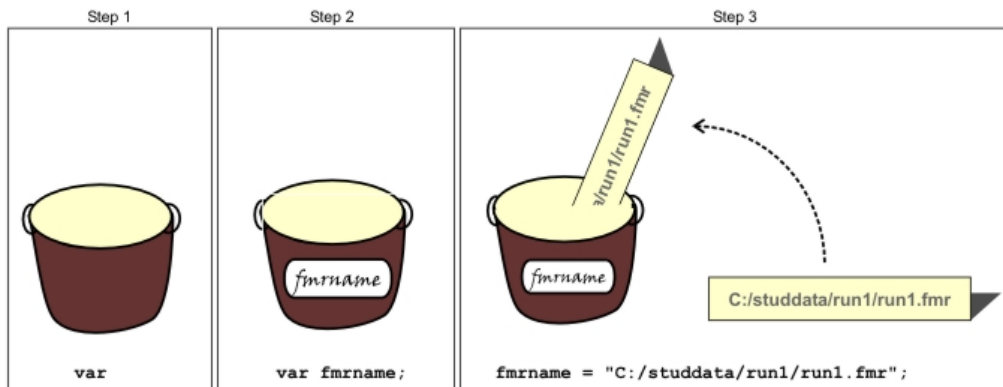 Step 1
Step 2
Step 3
a/run1/run1.fmr
fmrname
fmrname
C:/studdata/run1/run1.fmr
var
var fmrname;
fmrname = "C:/studdata/run1/run1.fmr";